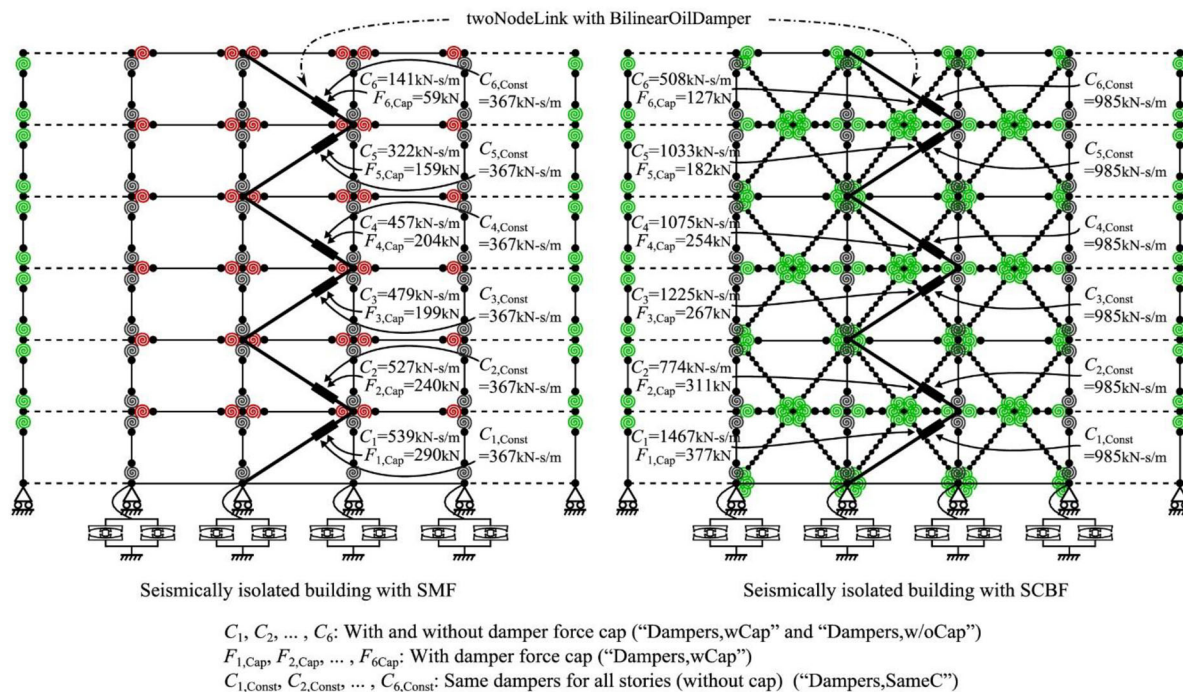 twoNodeLink with BilinearOilDamper
C6=141kN-s/m
F6,Cap=59kN
C6,Const
=367kN-s/m
C5=322kN-s/m
F5,Cap=159kN
C5,Const
=367kN-s/m
C4=457kN-s/m
F4,Cap=204kN
C4,Const
=367kN-s/m
C3=479kN-s/m
F3,Cap=199kN
C3,Const
=367kN-s/m
C2=527kN-s/m
F2,Cap=240kN
C2,Const
=367kN-s/m
C1=539kN-s/m
F1,Cap=290kN
C1,Const
=367kN-s/m
C6=508kN-s/m
F6,Cap=127kN
C6,Const
=985kN-s/m
C5=1033kN-s/m
F5,Cap=182kN
C5,Const
=985kN-s/m
C4=1075kN-s/m
F4,Cap=254kN
C4,Const
=985kN-s/m
C3=1225kN-s/m
F3,Cap=267kN
C3,Const
=985kN-s/m
C2=774kN-s/m
F2,Cap=311kN
C2,Const
=985kN-s/m
C1=1467kN-s/m
F1,Cap=377kN
C1,Const
=985kN-s/m
Seismically isolated building with SMF
Seismically isolated building with SCBF
C1, C2, ... , C6: With and without damper force cap (“Dampers,wCap” and “Dampers,w/oCap”)
F1,Cap, F2,Cap, ... , F6Cap: With damper force cap (“Dampers,wCap”)
C1,Const, C2,Const, ... , C6,Const: Same dampers for all stories (without cap) (“Dampers,SameC”)